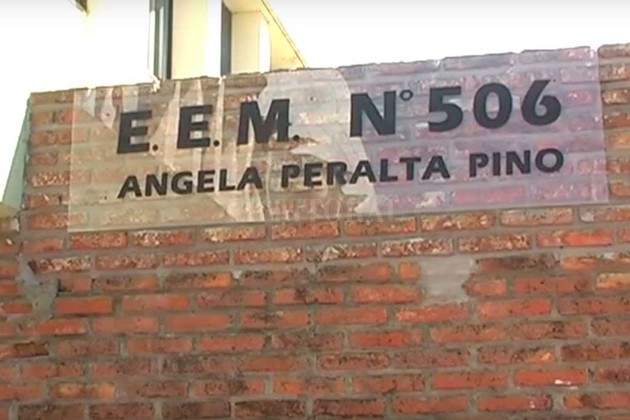 E.E.M. N° 506
ANGELA PERALTA PINO